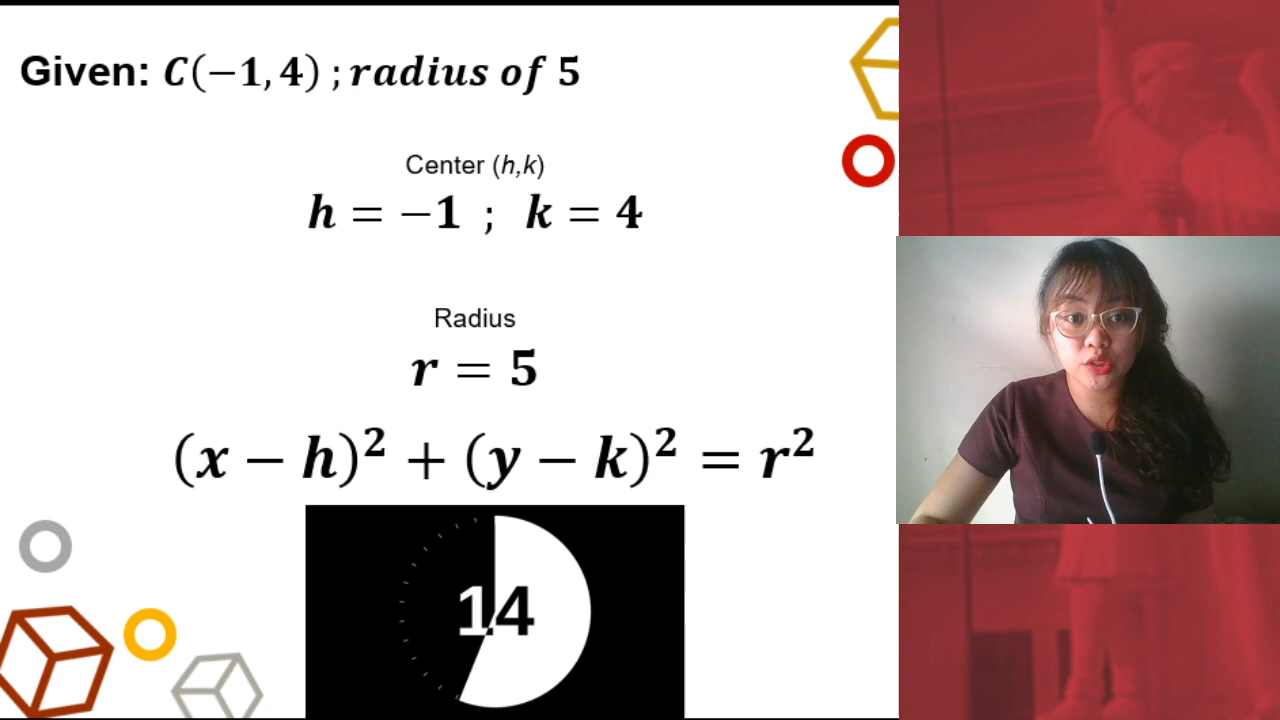 Given: C(−1,4) ; radius of 5
Center (h,k)
h = −1 ; k = 4
Radius
r = 5
(x − h)² + (y − k)² = r²
14